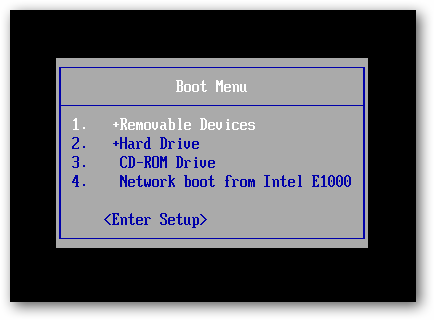 Boot Menu
1. +Removable Devices
2. +Hard Drive
3. CD-ROM Drive
4. Network boot from Intel E1000
<Enter Setup>